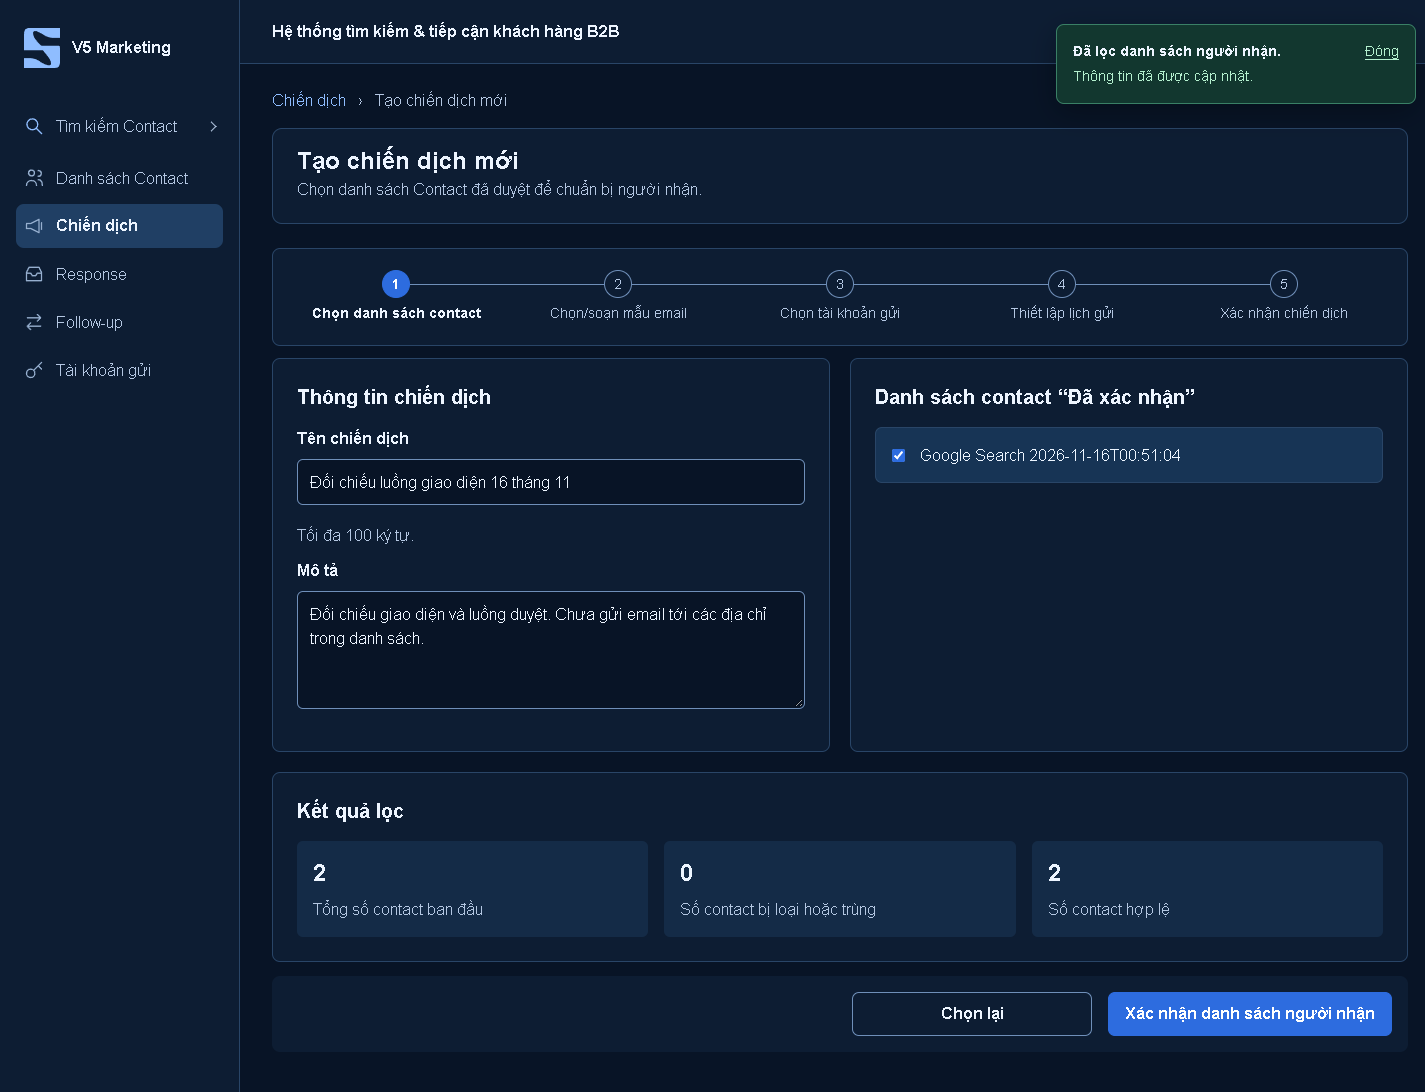 V5 Marketing
Tìm kiếm Contact
Danh sách Contact
Chiến dịch
Response
Follow-up
Tài khoản gửi
Hệ thống tìm kiếm & tiếp cận khách hàng B2B
Đã lọc danh sách người nhận.
Đóng
Thông tin đã được cập nhật.
Chiến dịch › Tạo chiến dịch mới
Tạo chiến dịch mới
Chọn danh sách Contact đã duyệt để chuẩn bị người nhận.
1
Chọn danh sách contact
2
Chọn/soạn mẫu email
3
Chọn tài khoản gửi
4
Thiết lập lịch gửi
5
Xác nhận chiến dịch
Thông tin chiến dịch
Tên chiến dịch
Đối chiếu luồng giao diện 16 tháng 11
Tối đa 100 ký tự.
Mô tả
Đối chiếu giao diện và luồng duyệt. Chưa gửi email tới các địa chỉ
trong danh sách.
Danh sách contact “Đã xác nhận”
Google Search 2026-11-16T00:51:04
Kết quả lọc
2
Tổng số contact ban đầu
0
Số contact bị loại hoặc trùng
2
Số contact hợp lệ
Chọn lại
Xác nhận danh sách người nhận